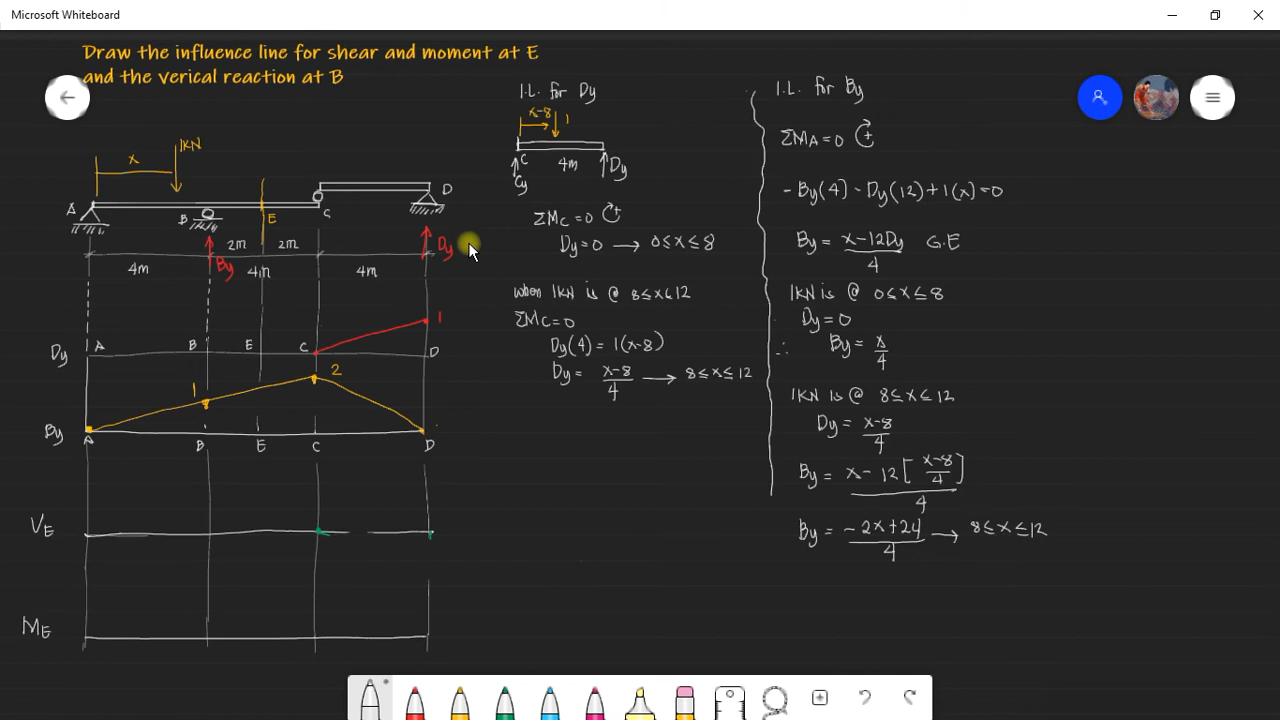 Microsoft Whiteboard
Draw the influence line for shear and moment at E
and the verical reaction at B
x
1KN
A
B
E
C
D
2m
2m
By
Dy
4m
4m
4m
Dy
A
B
E
C
D
1
By
1
2
A
B
E
C
D
VE
ME
I.L. for Dy
x-8
1
C
4m
Cy
Dy
ΣMC=0
Dy=0 → 0≤x≤8
when 1KN is @ 8≤x≤12
ΣMC=0
Dy(4) = 1(x-8)
Dy = x-8/4 → 8≤x≤12
I.L. for By
ΣMA=0 +
-By(4) - Dy(12) + 1(x) = 0
By = x-12Dy/4 G.E
1KN is @ 0≤x≤8
Dy=0
∴ By = x/4
1KN is @ 8≤x≤12
Dy = x-8/4
By = x - 12[x-8/4]/4
By = -2x+24/4 → 8≤x≤12